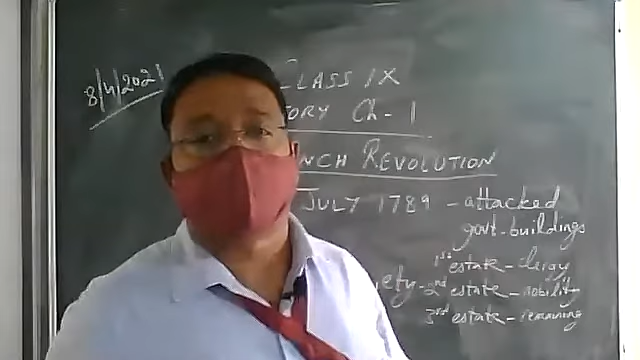 8/4/2021
CLASS IX
ORY Ch-1
NCH REVOLUTION
JULY 1789 - attacked
govt. buildings
1st estate - clergy
ety - 2nd estate - nobility
3rd estate - remaining